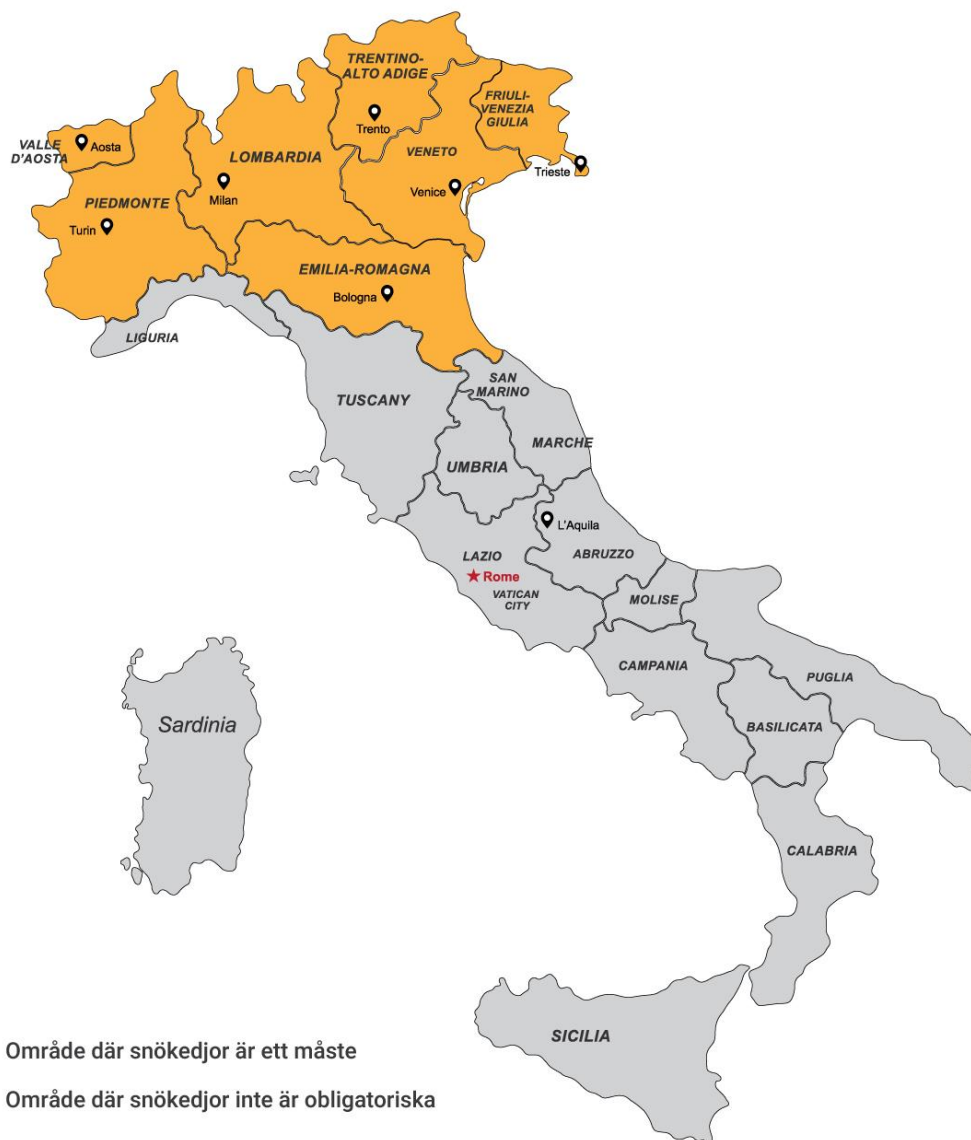 TRENTINO-
ALTO ADIGE
FRIULI-
VENEZIA
GIULIA
Trento
VALLE
D'AOSTA
Aosta
LOMBARDIA
VENETO
Trieste
Milan
Venice
PIEDMONTE
Turin
EMILIA-ROMAGNA
Bologna
LIGURIA
SAN
MARINO
TUSCANY
MARCHE
UMBRIA
L'Aquila
LAZIO
ABRUZZO
Rome
VATICAN
CITY
MOLISE
CAMPANIA
PUGLIA
Sardinia
BASILICATA
CALABRIA
SICILIA
Område där snökedjor är ett måste
Område där snökedjor inte är obligatoriska